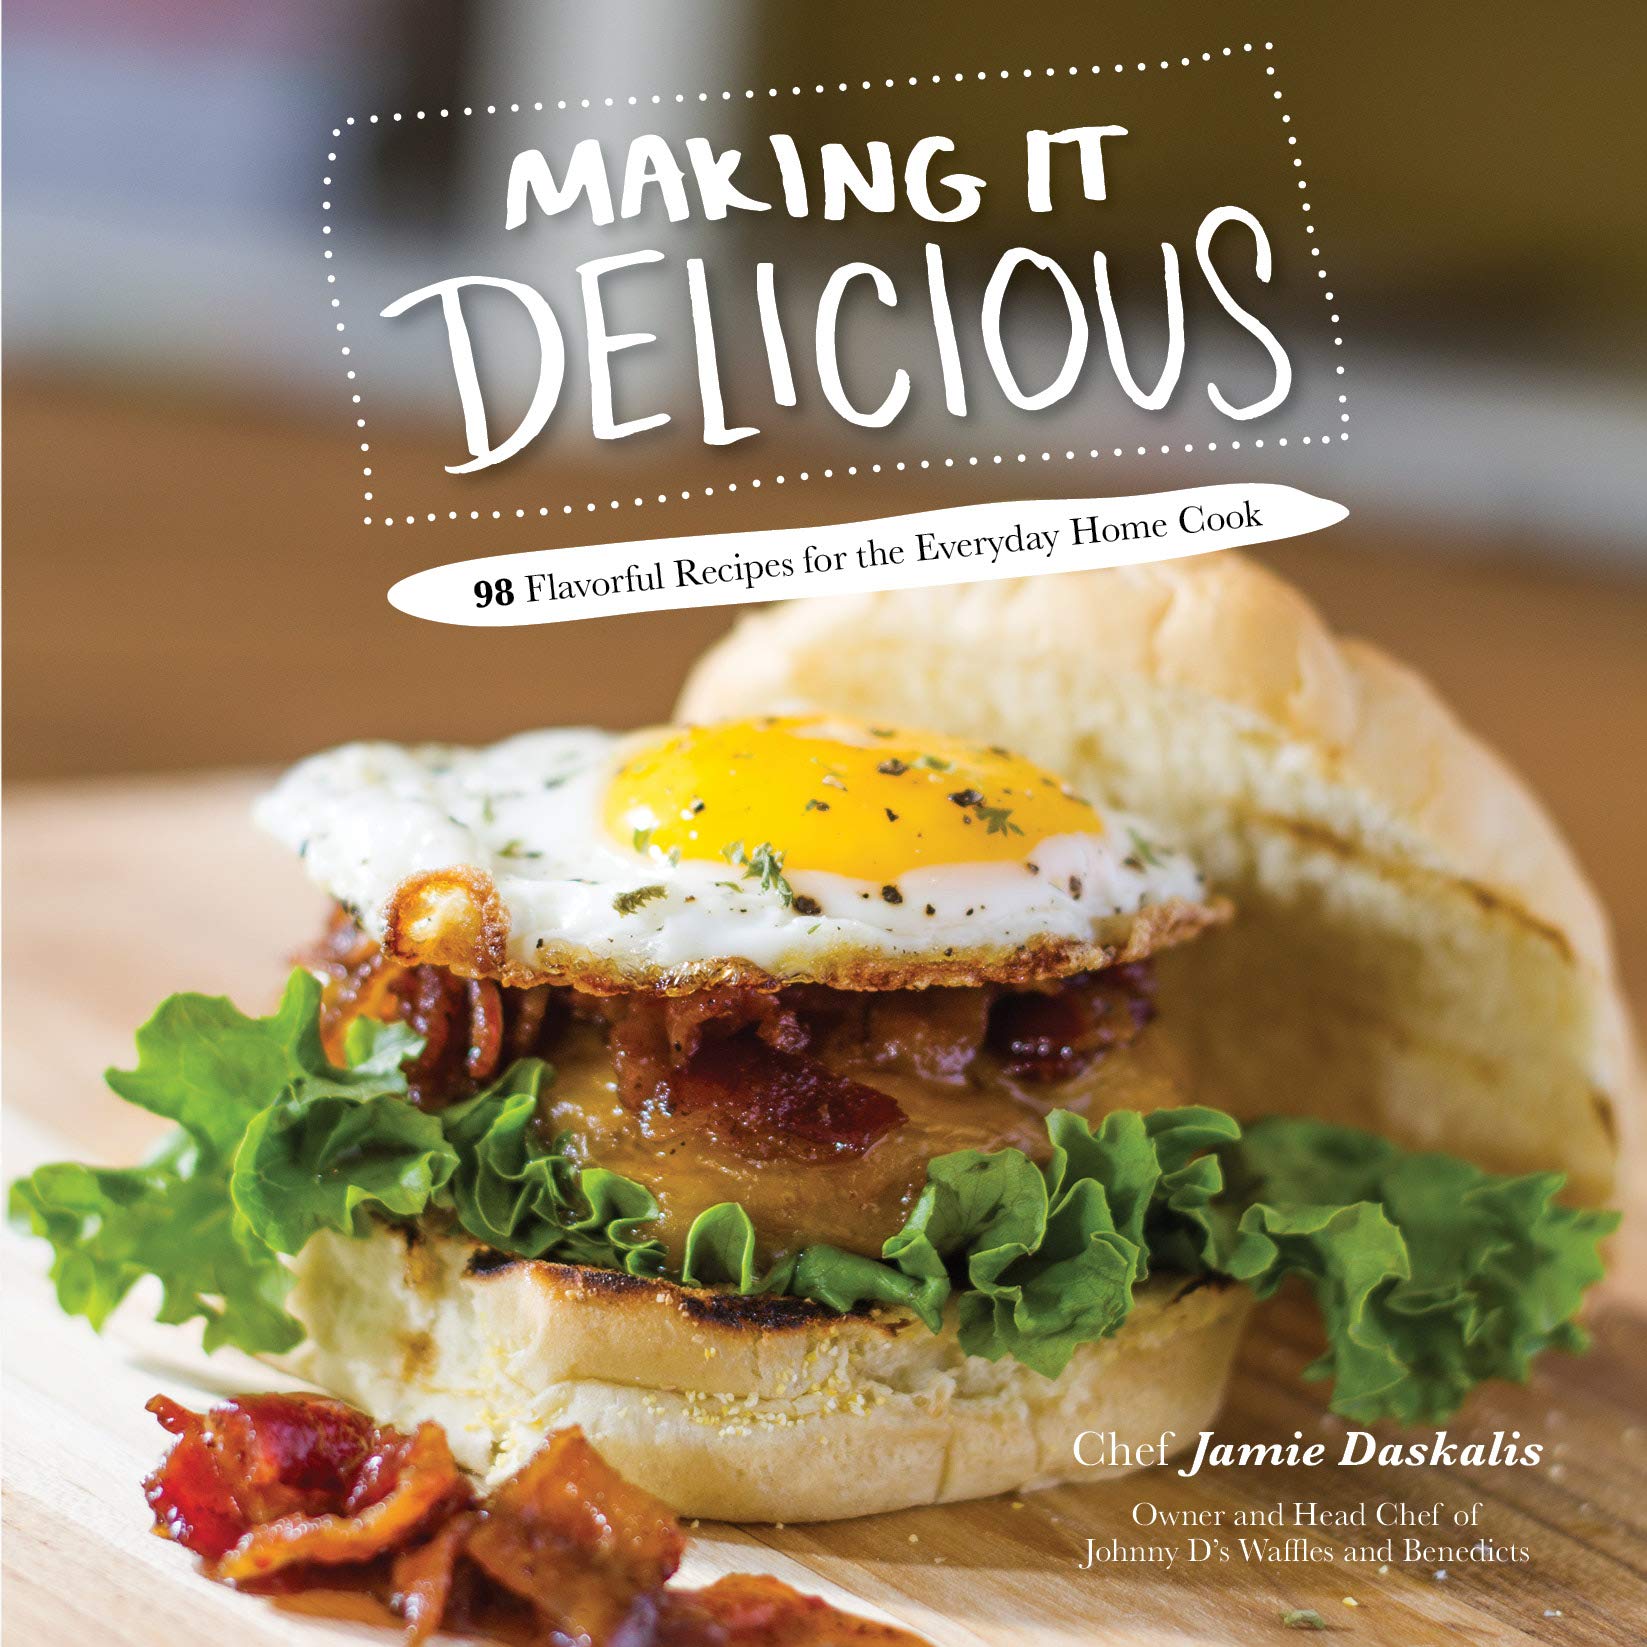 MAKING IT
DELICIOUS
98 Flavorful Recipes for the Everyday Home Cook
Chef Jamie Daskalis
Owner and Head Chef of
Johnny D's Waffles and Benedicts